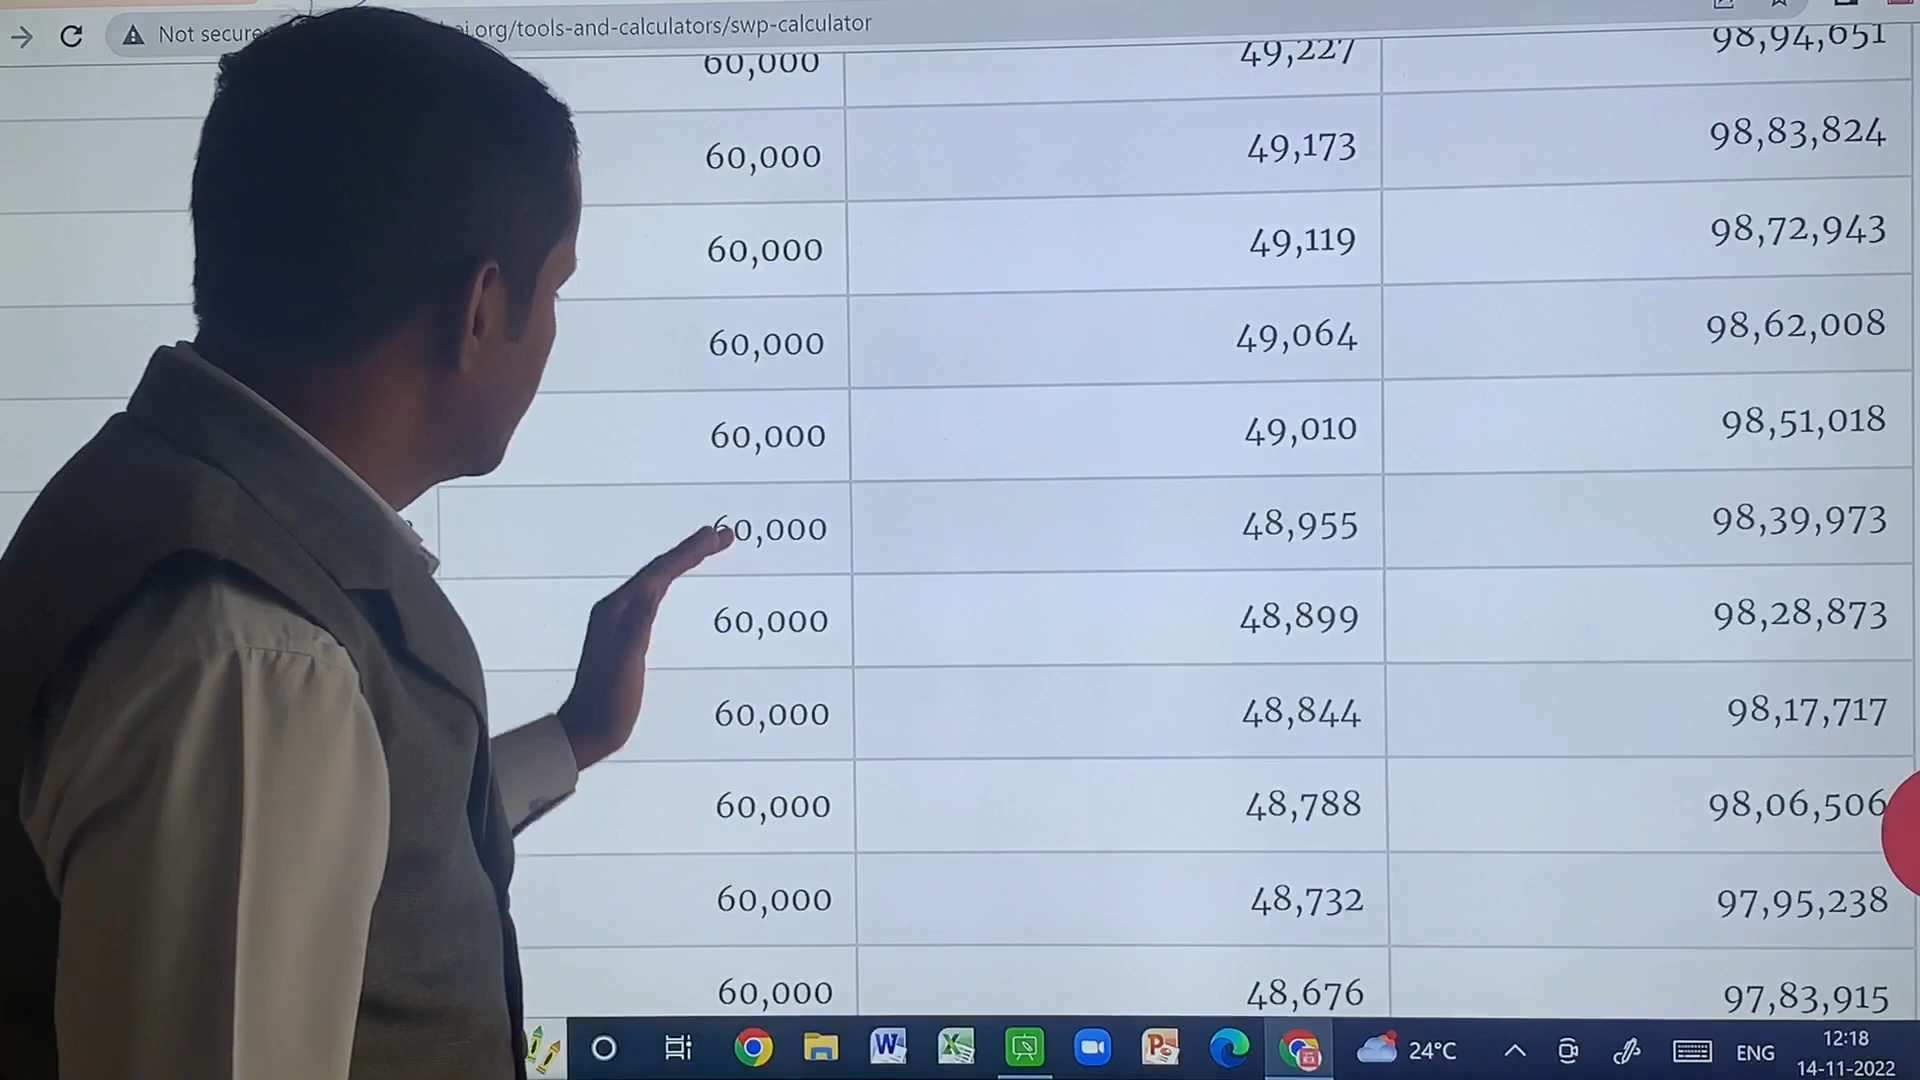 Not secure
.org/tools-and-calculators/swp-calculator
60,000 49,227 98,94,651
60,000 49,173 98,83,824
60,000 49,119 98,72,943
60,000 49,064 98,62,008
60,000 49,010 98,51,018
60,000 48,955 98,39,973
60,000 48,899 98,28,873
60,000 48,844 98,17,717
60,000 48,788 98,06,506
60,000 48,732 97,95,238
60,000 48,676 97,83,915
24°C
ENG
12:18
14-11-2022